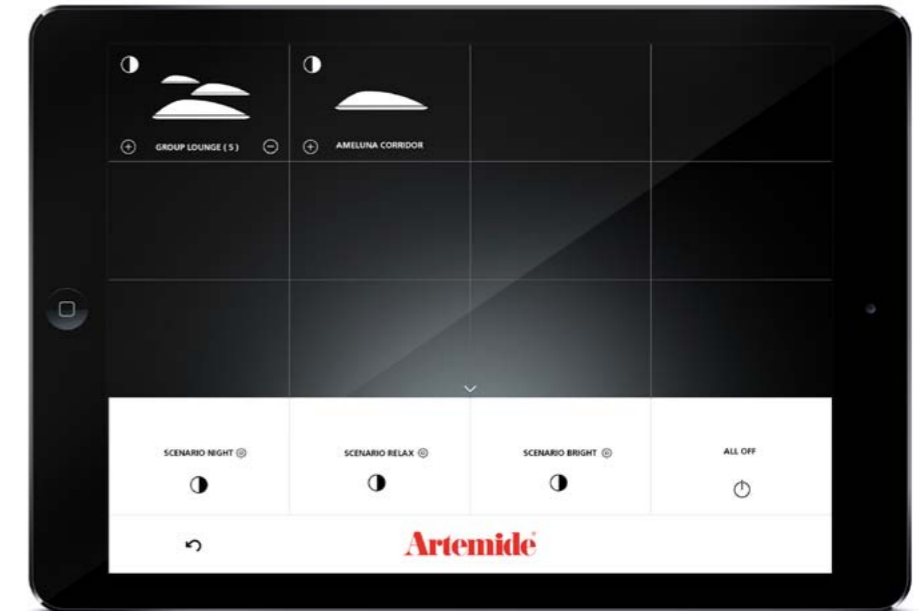 GROUP LOUNGE ( 5 )
AMELUNA CORRIDOR
SCENARIO NIGHT
SCENARIO RELAX
SCENARIO BRIGHT
ALL OFF
Artemide®